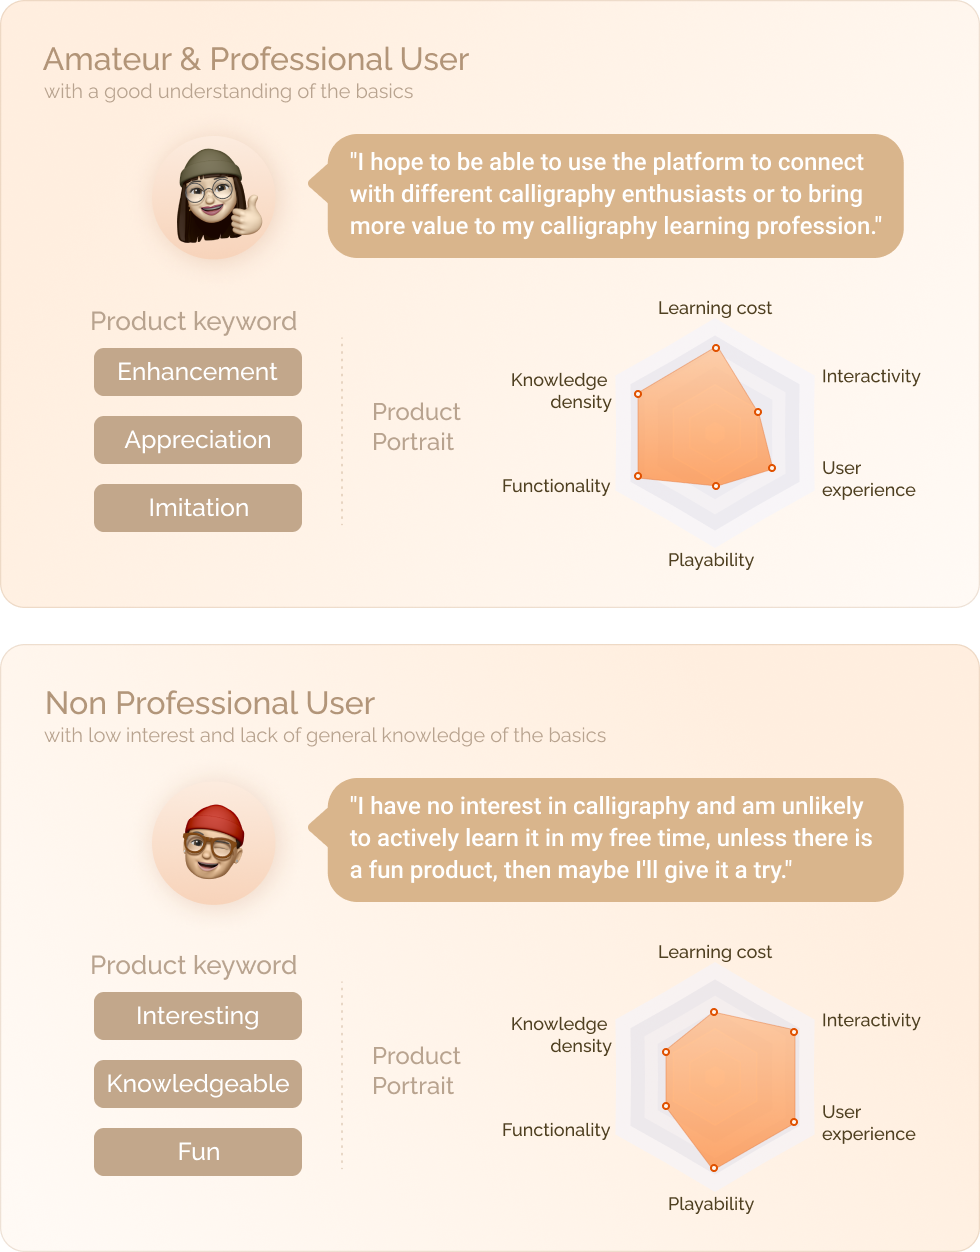 Amateur & Professional User
with a good understanding of the basics
"I hope to be able to use the platform to connect
with different calligraphy enthusiasts or to bring
more value to my calligraphy learning profession."
Product keyword
Enhancement
Appreciation
Imitation
Product
Portrait
Learning cost
Interactivity
User
experience
Playability
Functionality
Knowledge
density
Non Professional User
with low interest and lack of general knowledge of the basics
"I have no interest in calligraphy and am unlikely
to actively learn it in my free time, unless there is
a fun product, then maybe I'll give it a try."
Product keyword
Interesting
Knowledgeable
Fun
Product
Portrait
Learning cost
Interactivity
User
experience
Playability
Functionality
Knowledge
density